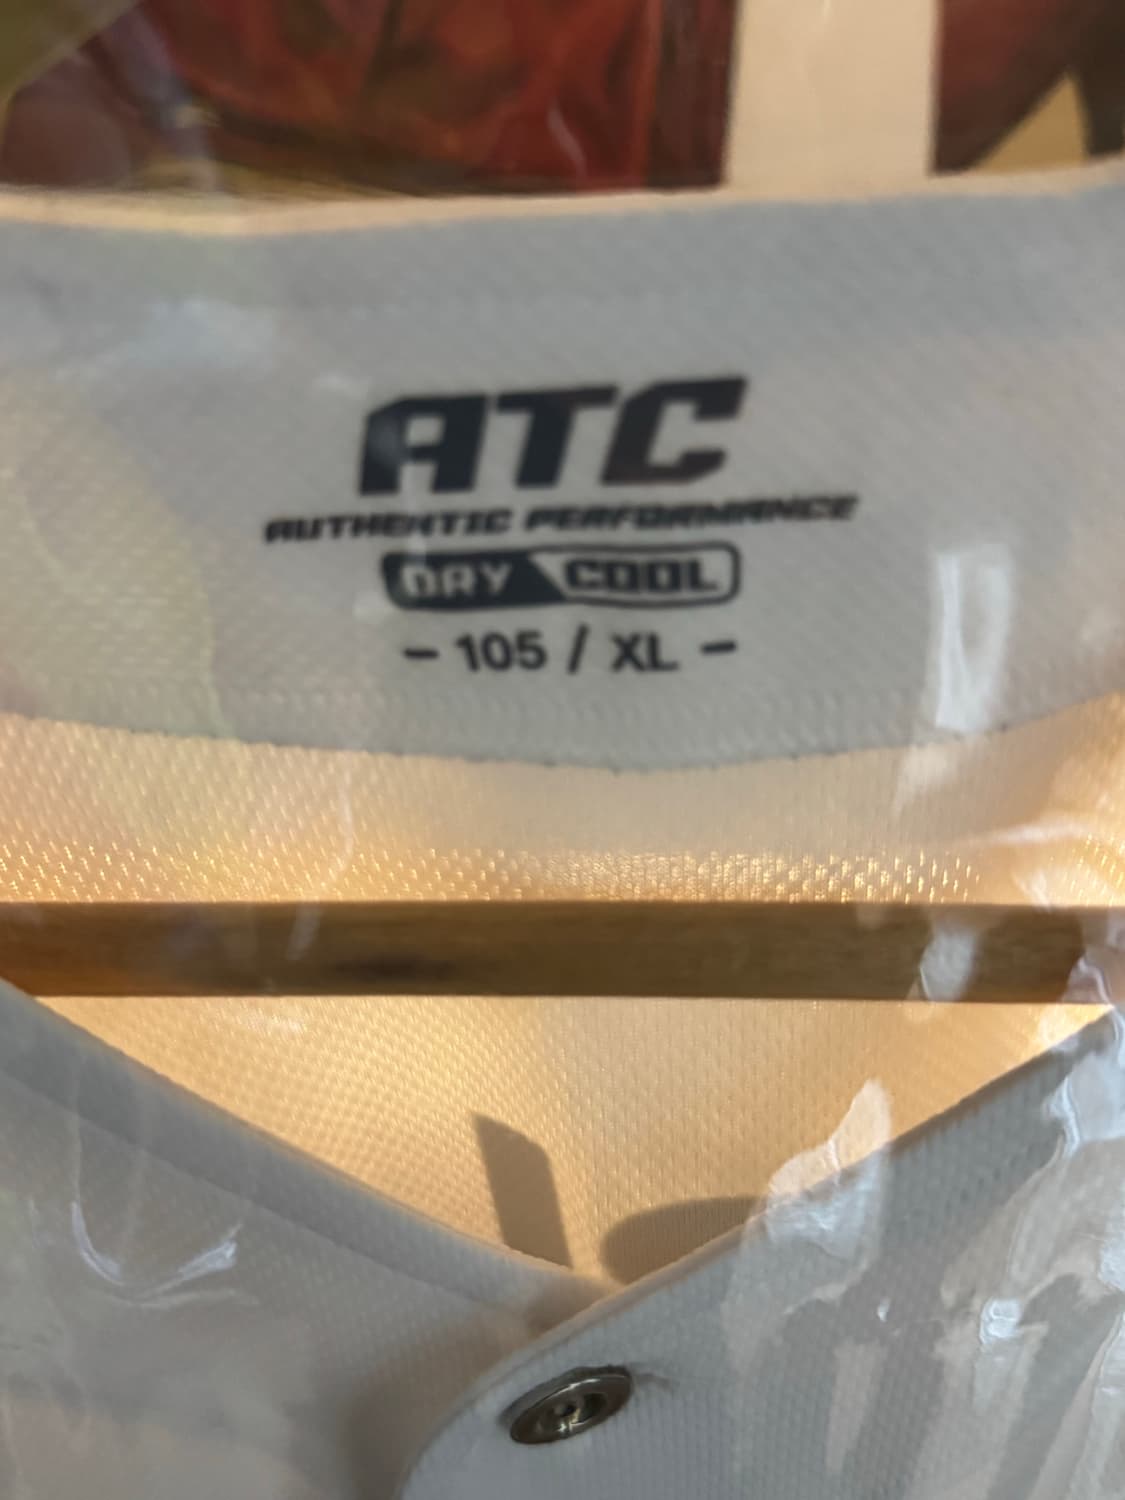 ATC
AUTHENTIC PERFORMANCE
DRY COOL
- 105 / XL -